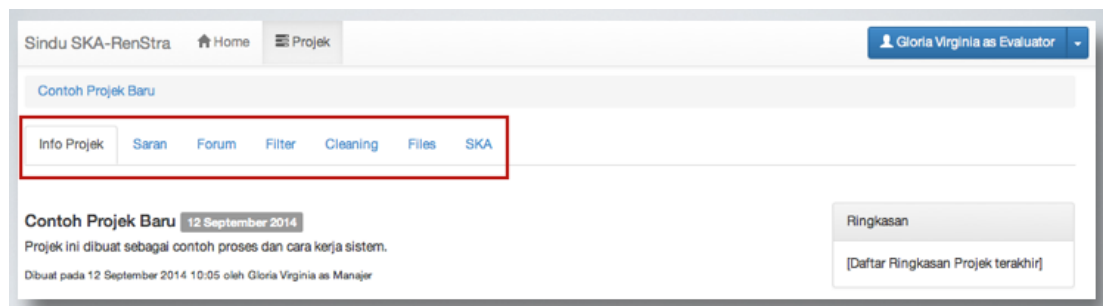 Sindu SKA-RenStra Home Projek Gloria Virginia as Evaluator
Contoh Projek Baru
Info Projek Saran Forum Filter Cleaning Files SKA
Contoh Projek Baru 12 September 2014
Ringkasan
Projek ini dibuat sebagai contoh proses dan cara kerja sistem.
[Daftar Ringkasan Projek terakhir]
Dibuat pada 12 September 2014 10:05 oleh Gloria Virginia as Manajer